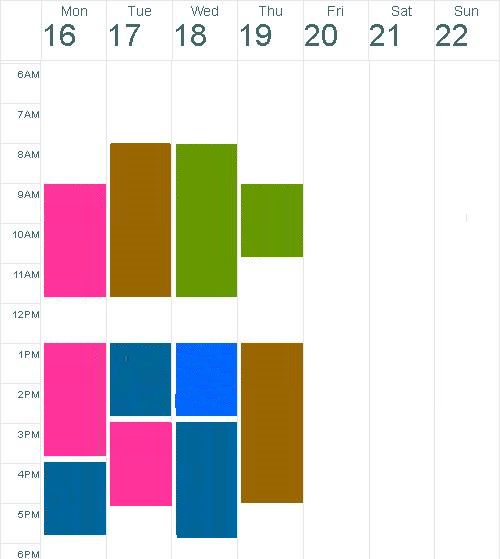 Mon Tue Wed Thu Fri Sat Sun
16 17 18 19 20 21 22
6AM
7AM
8AM
9AM
10AM
11AM
12PM
1PM
2PM
3PM
4PM
5PM
6PM